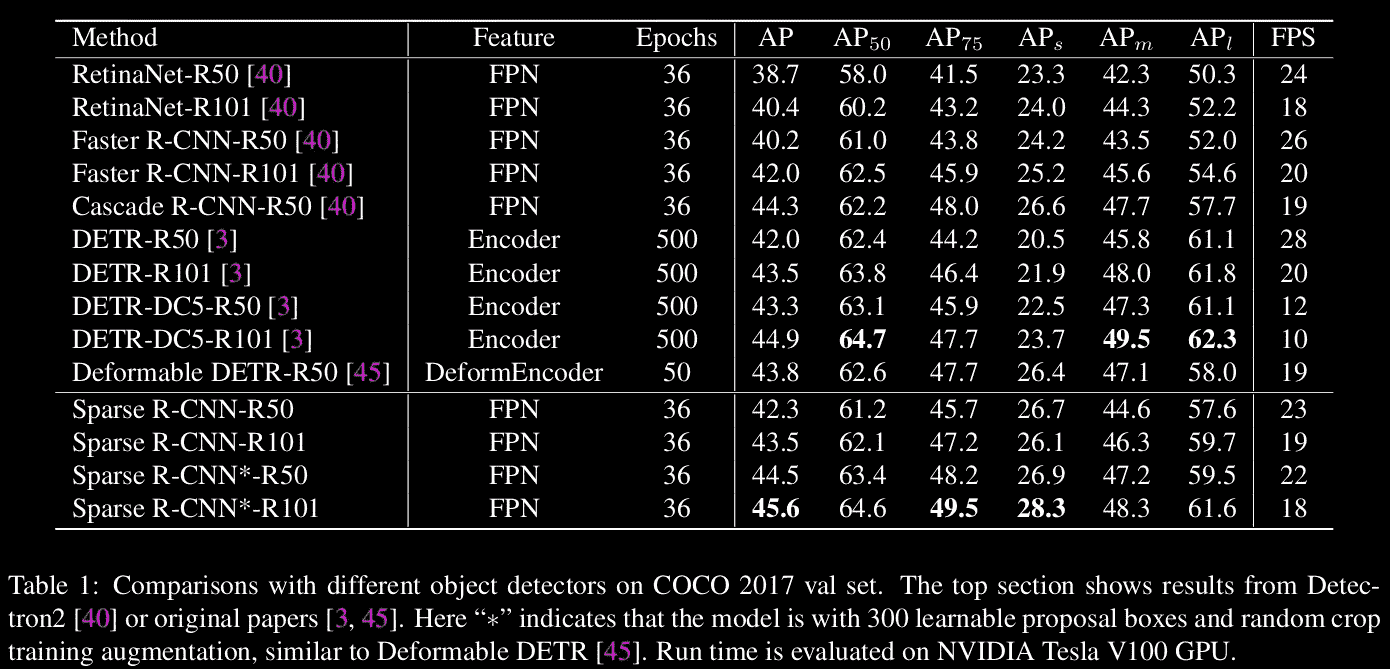 Method Feature Epochs AP AP50 AP75 APs APm APl FPS
RetinaNet-R50 [40] FPN 36 38.7 58.0 41.5 23.3 42.3 50.3 24
RetinaNet-R101 [40] FPN 36 40.4 60.2 43.2 24.0 44.3 52.2 18
Faster R-CNN-R50 [40] FPN 36 40.2 61.0 43.8 24.2 43.5 52.0 26
Faster R-CNN-R101 [40] FPN 36 42.0 62.5 45.9 25.2 45.6 54.6 20
Cascade R-CNN-R50 [40] FPN 36 44.3 62.2 48.0 26.6 47.7 57.7 19
DETR-R50 [3] Encoder 500 42.0 62.4 44.2 20.5 45.8 61.1 28
DETR-R101 [3] Encoder 500 43.5 63.8 46.4 21.9 48.0 61.8 20
DETR-DC5-R50 [3] Encoder 500 43.3 63.1 45.9 22.5 47.3 61.1 12
DETR-DC5-R101 [3] Encoder 500 44.9 64.7 47.7 23.7 49.5 62.3 10
Deformable DETR-R50 [45] DeformEncoder 50 43.8 62.6 47.7 26.4 47.1 58.0 19
Sparse R-CNN-R50 FPN 36 42.3 61.2 45.7 26.7 44.6 57.6 23
Sparse R-CNN-R101 FPN 36 43.5 62.1 47.2 26.1 46.3 59.7 19
Sparse R-CNN*-R50 FPN 36 44.5 63.4 48.2 26.9 47.2 59.5 22
Sparse R-CNN*-R101 FPN 36 45.6 64.6 49.5 28.3 48.3 61.6 18
Table 1: Comparisons with different object detectors on COCO 2017 val set. The top section shows results from Detec-
tron2 [40] or original papers [3, 45]. Here “∗” indicates that the model is with 300 learnable proposal boxes and random crop
training augmentation, similar to Deformable DETR [45]. Run time is evaluated on NVIDIA Tesla V100 GPU.